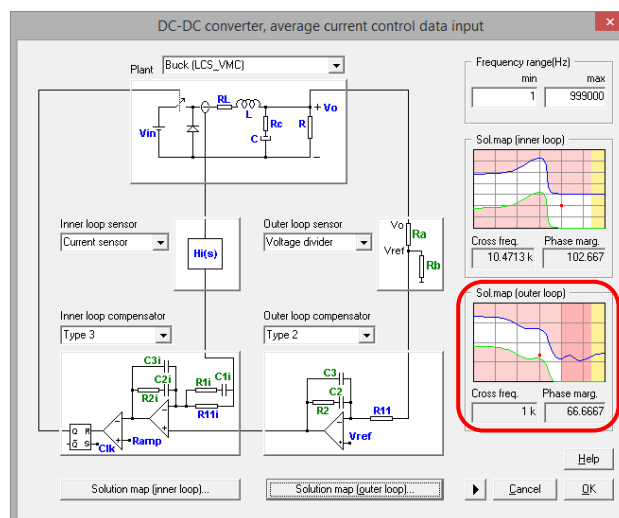 DC-DC converter, average current control data input
Plant
Buck (LCS_VMC)
Vin
RL
L
Rc
C
R
+ Vo
Inner loop sensor
Current sensor
Hi(s)
Outer loop sensor
Voltage divider
Vo
Ra
Vref
Rb
Inner loop compensator
Type 3
C3i
C2i
R2i
R1i
C1i
R11i
Q R
Q S
Clk
Ramp
Outer loop compensator
Type 2
C3
C2
R2
R11
Vref
Solution map (inner loop)...
Solution map (outer loop)...
Frequency range(Hz)
min max
1 999000
Sol.map (inner loop)
Cross freq. Phase marg.
10.4713 k 102.667
Sol.map (outer loop)
Cross freq. Phase marg.
1 k 66.6667
Help
Cancel OK